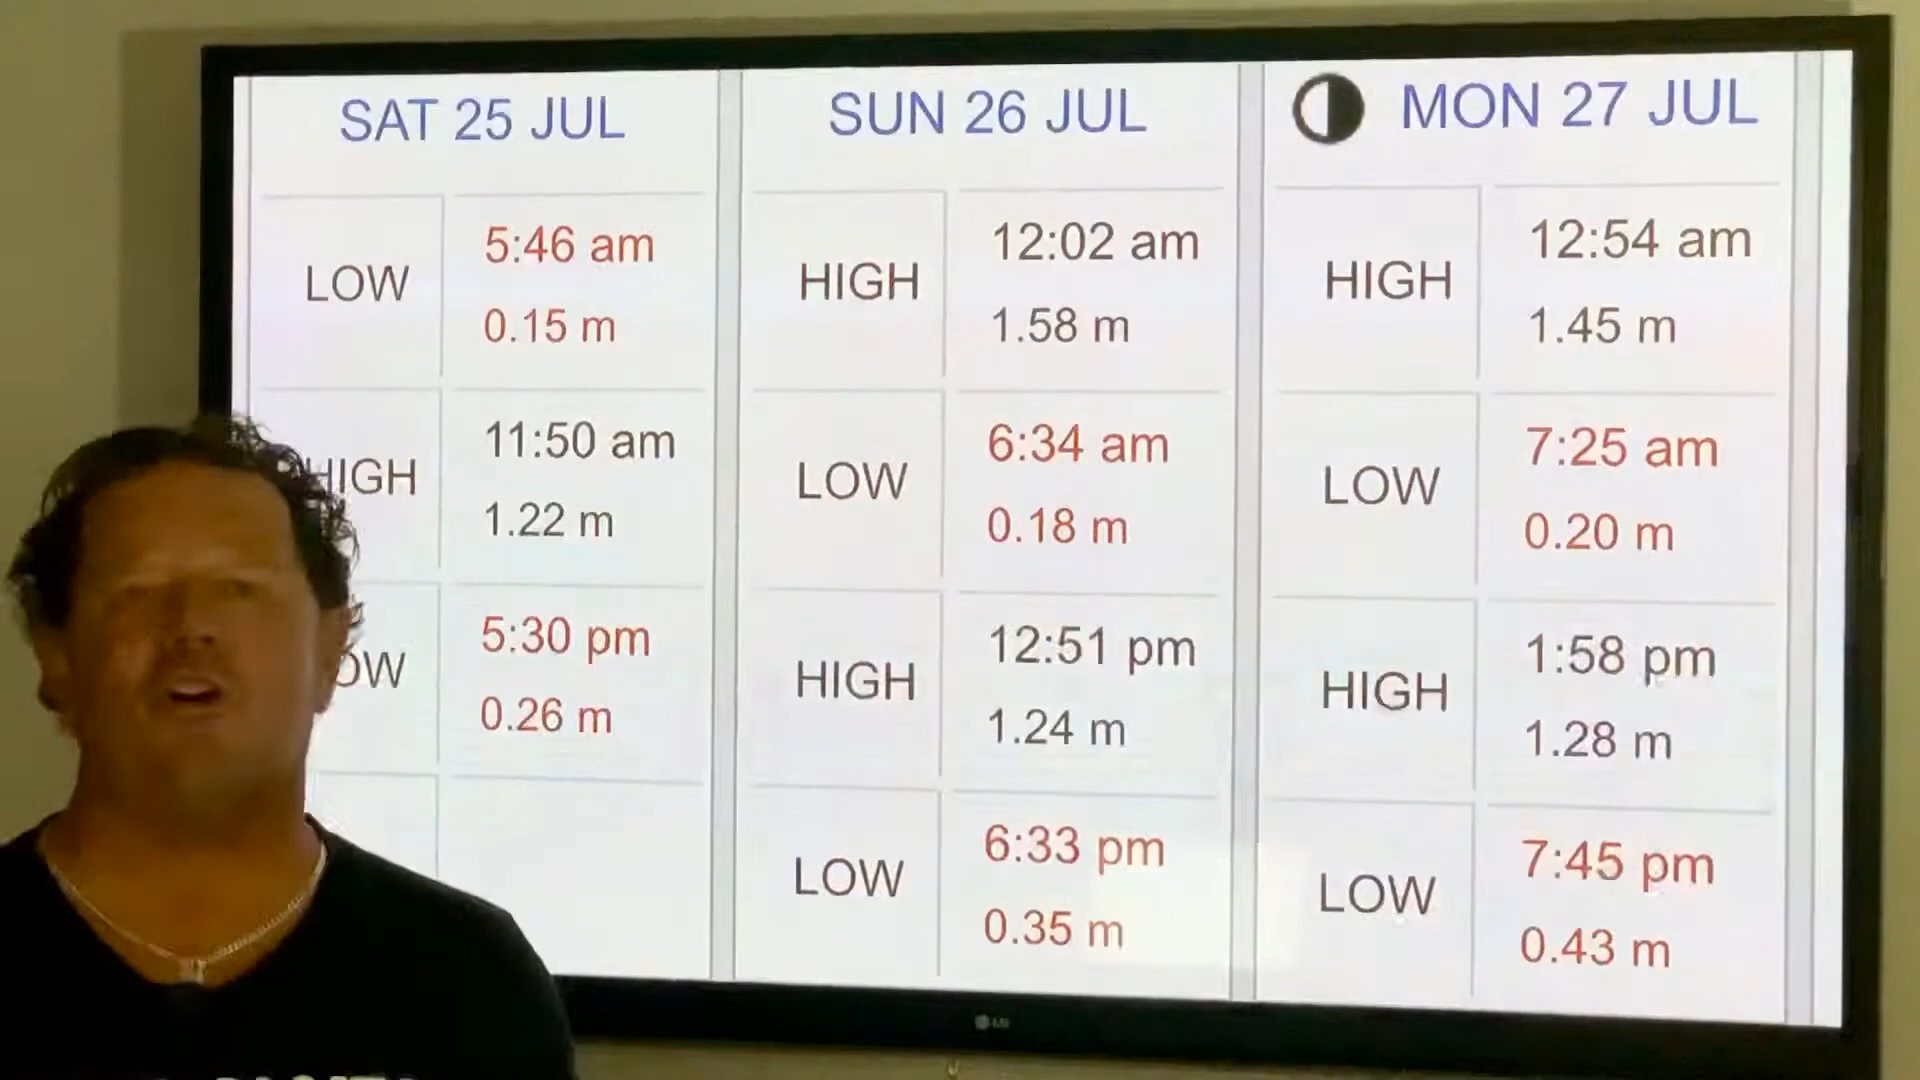 SAT 25 JUL
LOW
5:46 am
0.15 m
HIGH
11:50 am
1.22 m
OW
5:30 pm
0.26 m
SUN 26 JUL
HIGH
12:02 am
1.58 m
LOW
6:34 am
0.18 m
HIGH
12:51 pm
1.24 m
LOW
6:33 pm
0.35 m
MON 27 JUL
HIGH
12:54 am
1.45 m
LOW
7:25 am
0.20 m
HIGH
1:58 pm
1.28 m
LOW
7:45 pm
0.43 m
LG